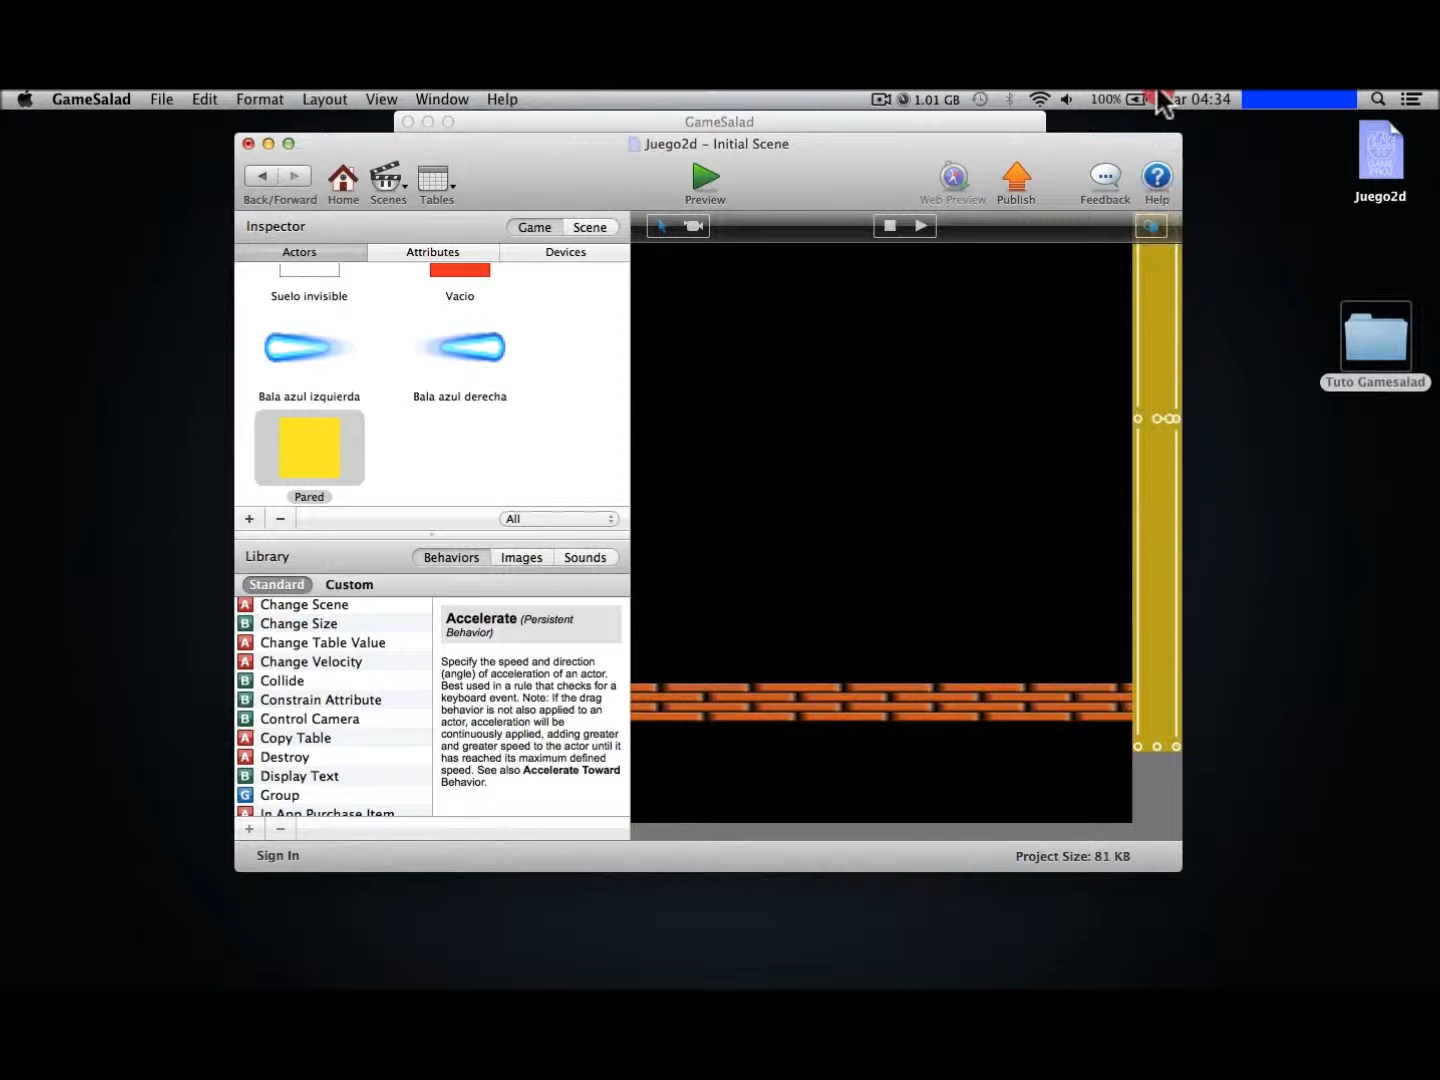 GameSalad File Edit Format Layout View Window Help 1.01 GB 100% 04:34
GameSalad
Juego2d – Initial Scene
Back/Forward Home Scenes Tables Preview Web Preview Publish Feedback Help
Juego2d
Tuto Gamesalad
Inspector Game Scene
Actors Attributes Devices
Suelo invisible Vacio
Bala azul izquierda Bala azul derecha
Pared
+ − All
Library Behaviors Images Sounds
Standard Custom
A Change Scene
B Change Size
A Change Table Value
A Change Velocity
B Collide
B Constrain Attribute
B Control Camera
A Copy Table
A Destroy
B Display Text
G Group
A In App Purchase Item
Accelerate (Persistent
Behavior)
Specify the speed and direction
(angle) of acceleration of an actor.
Best used in a rule that checks for a
keyboard event. Note: If the drag
behavior is not also applied to an
actor, acceleration will be
continuously applied, adding greater
and greater speed to the actor until it
has reached its maximum defined
speed. See also Accelerate Toward
Behavior.
+ −
Sign In Project Size: 81 KB